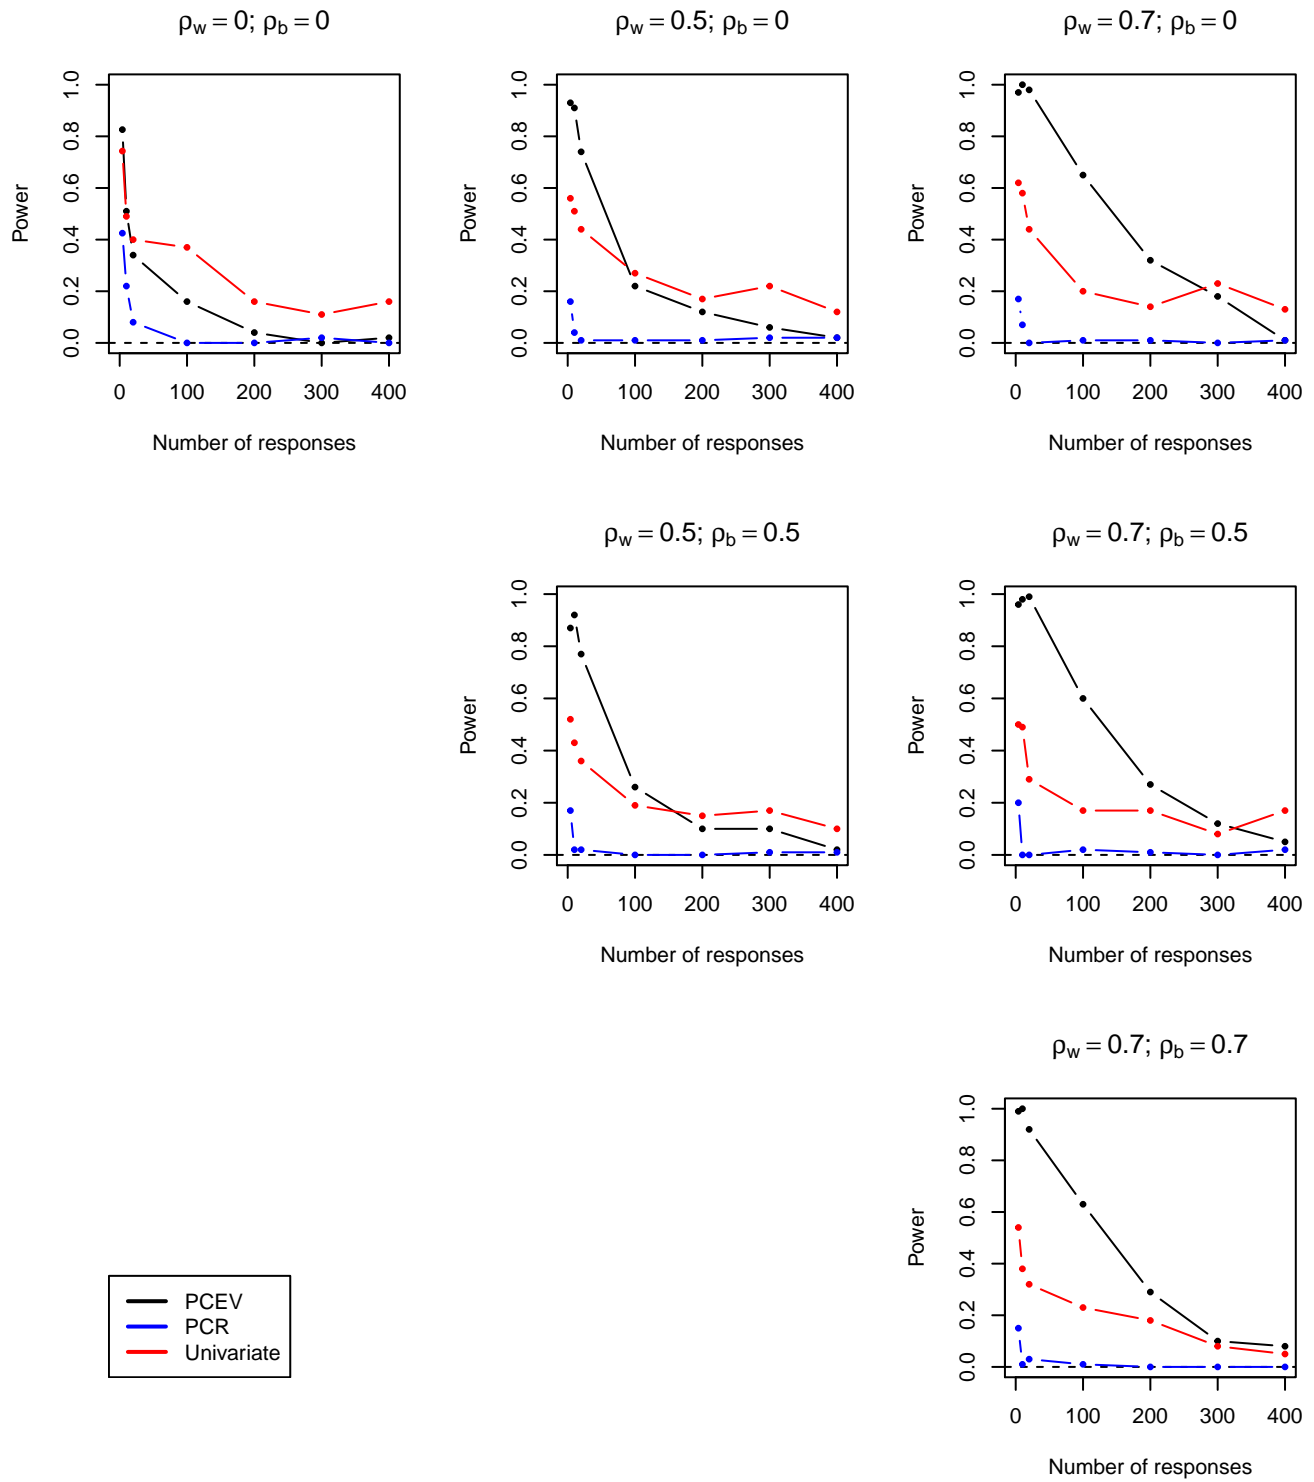 ρw = 0; ρb = 0
Power
0.0 0.2 0.4 0.6 0.8 1.0
0 100 200 300 400
Number of responses
ρw = 0.5; ρb = 0
Power
0.0 0.2 0.4 0.6 0.8 1.0
0 100 200 300 400
Number of responses
ρw = 0.7; ρb = 0
Power
0.0 0.2 0.4 0.6 0.8 1.0
0 100 200 300 400
Number of responses
ρw = 0.5; ρb = 0.5
Power
0.0 0.2 0.4 0.6 0.8 1.0
0 100 200 300 400
Number of responses
ρw = 0.7; ρb = 0.5
Power
0.0 0.2 0.4 0.6 0.8 1.0
0 100 200 300 400
Number of responses
ρw = 0.7; ρb = 0.7
Power
0.0 0.2 0.4 0.6 0.8 1.0
0 100 200 300 400
Number of responses
PCEV
PCR
Univariate